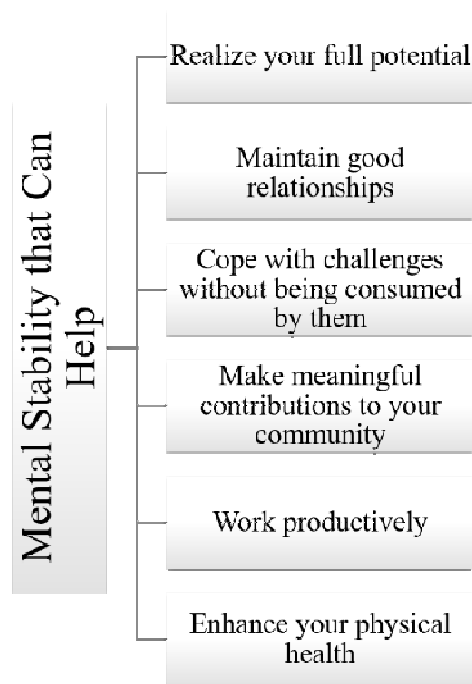 Mental Stability that Can
Help
Realize your full potential
Maintain good
relationships
Cope with challenges
without being consumed
by them
Make meaningful
contributions to your
community
Work productively
Enhance your physical
health